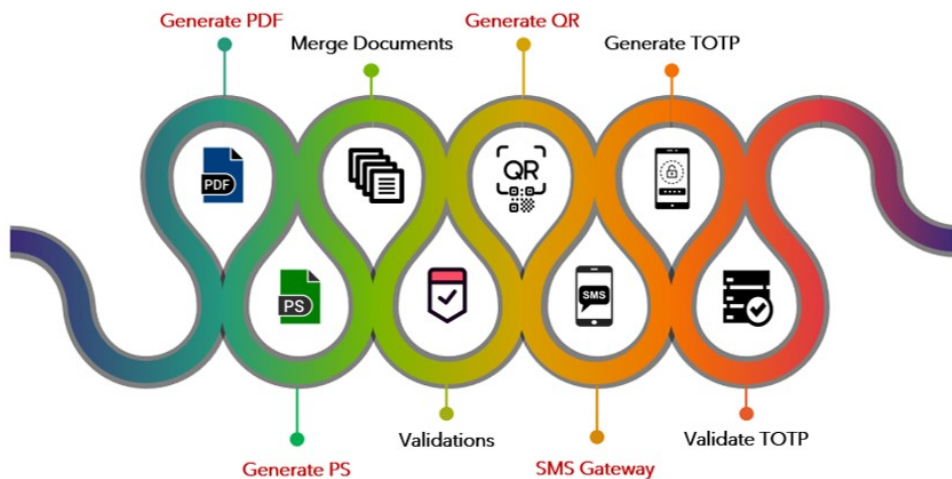 Generate PDF
Generate QR
Merge Documents
Generate TOTP
PDF
QR
PS
SMS
Validations
Validate TOTP
Generate PS
SMS Gateway